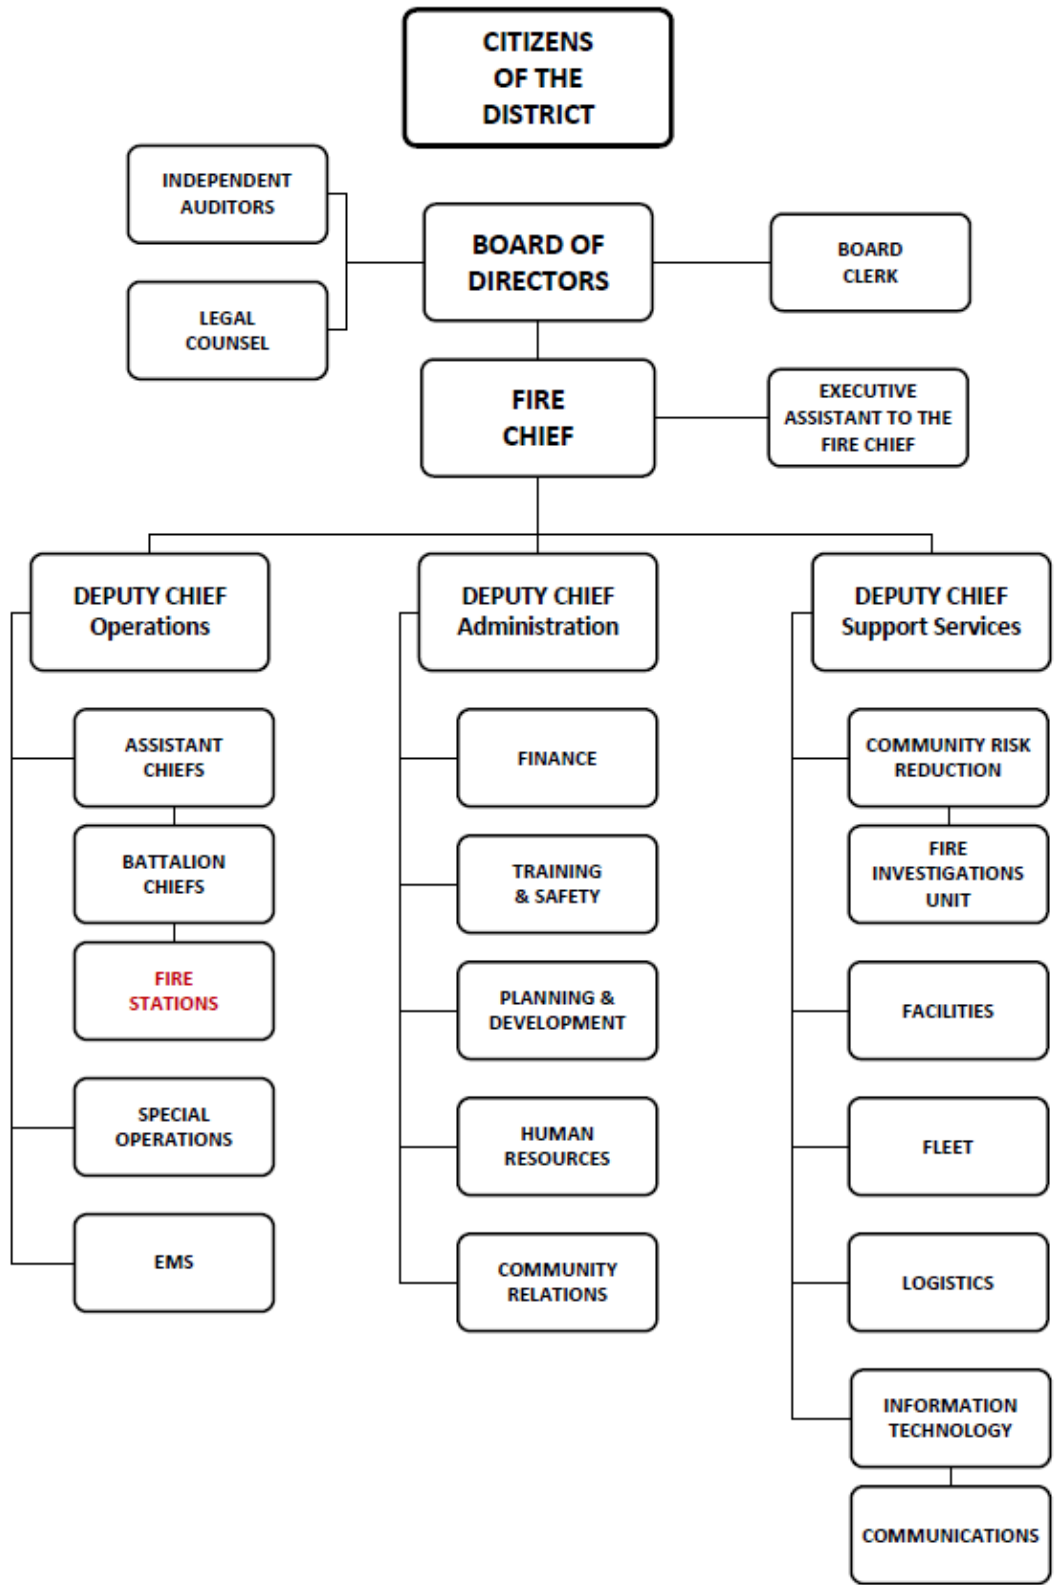 CITIZENS
OF THE
DISTRICT
INDEPENDENT
AUDITORS
BOARD OF
DIRECTORS
BOARD
CLERK
LEGAL
COUNSEL
FIRE
CHIEF
EXECUTIVE
ASSISTANT TO THE
FIRE CHIEF
DEPUTY CHIEF
Operations
ASSISTANT
CHIEFS
BATTALION
CHIEFS
FIRE
STATIONS
SPECIAL
OPERATIONS
EMS
DEPUTY CHIEF
Administration
FINANCE
TRAINING
& SAFETY
PLANNING &
DEVELOPMENT
HUMAN
RESOURCES
COMMUNITY
RELATIONS
DEPUTY CHIEF
Support Services
COMMUNITY RISK
REDUCTION
FIRE
INVESTIGATIONS
UNIT
FACILITIES
FLEET
LOGISTICS
INFORMATION
TECHNOLOGY
COMMUNICATIONS